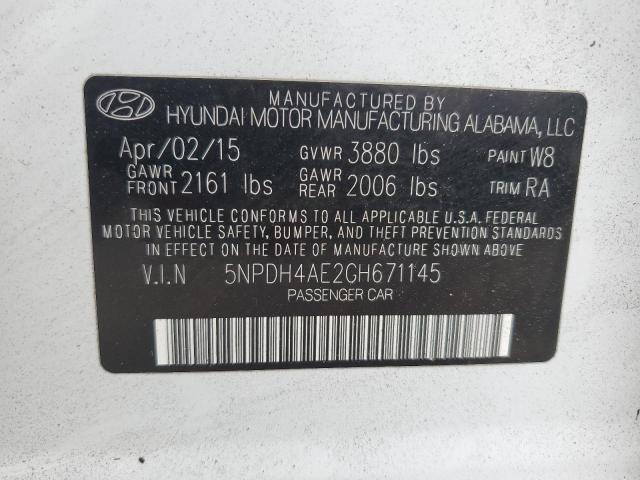 MANUFACTURED BY
HYUNDAI MOTOR MANUFACTURING ALABAMA, LLC
Apr/02/15 GVWR 3880 lbs PAINT W8
GAWR FRONT 2161 lbs GAWR REAR 2006 lbs TRIM RA
THIS VEHICLE CONFORMS TO ALL APPLICABLE U.S.A. FEDERAL
MOTOR VEHICLE SAFETY, BUMPER, AND THEFT PREVENTION STANDARDS
IN EFFECT ON THE DATE OF MANUFACTURE SHOWN ABOVE
V.I.N 5NPDH4AE2GH671145
PASSENGER CAR